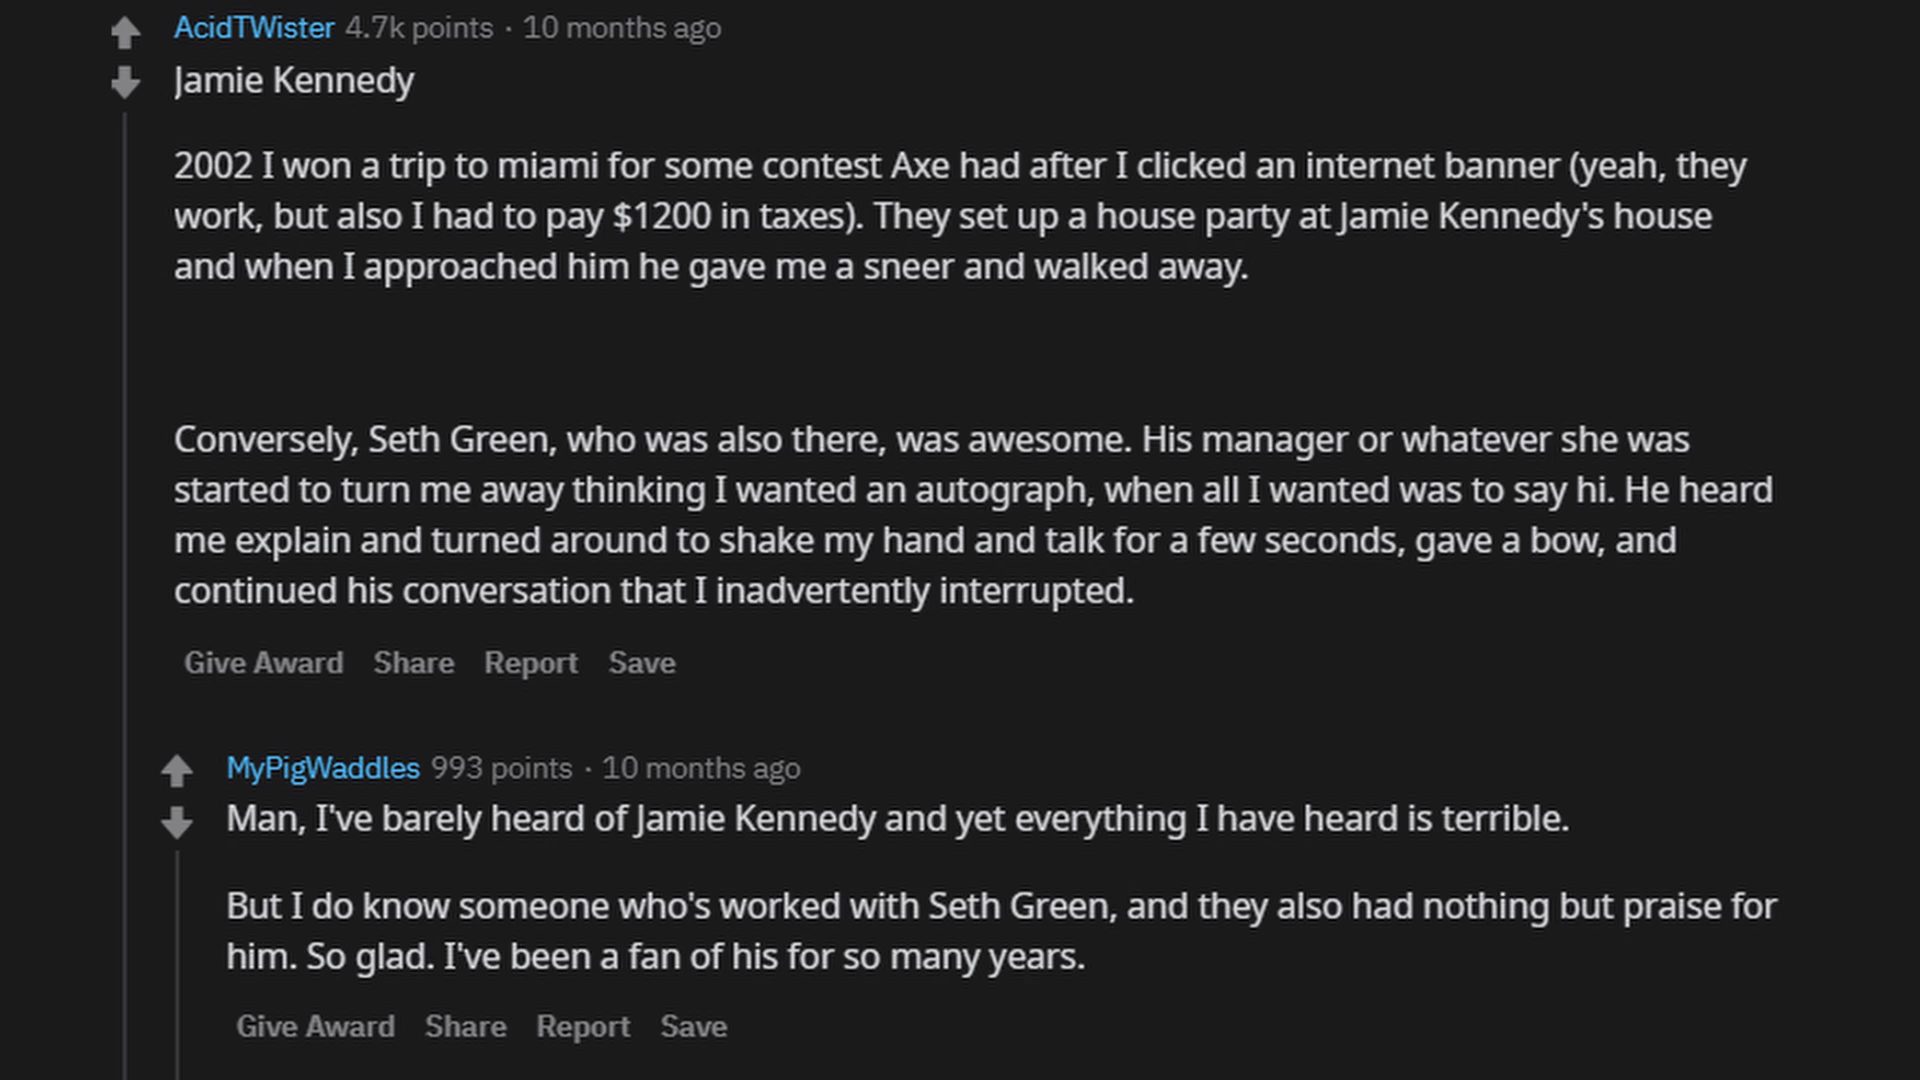 AcidTWister 4.7k points · 10 months ago
Jamie Kennedy
2002 I won a trip to miami for some contest Axe had after I clicked an internet banner (yeah, they
work, but also I had to pay $1200 in taxes). They set up a house party at Jamie Kennedy's house
and when I approached him he gave me a sneer and walked away.
Conversely, Seth Green, who was also there, was awesome. His manager or whatever she was
started to turn me away thinking I wanted an autograph, when all I wanted was to say hi. He heard
me explain and turned around to shake my hand and talk for a few seconds, gave a bow, and
continued his conversation that I inadvertently interrupted.
Give Award Share Report Save
MyPigWaddles 993 points · 10 months ago
Man, I've barely heard of Jamie Kennedy and yet everything I have heard is terrible.
But I do know someone who's worked with Seth Green, and they also had nothing but praise for
him. So glad. I've been a fan of his for so many years.
Give Award Share Report Save